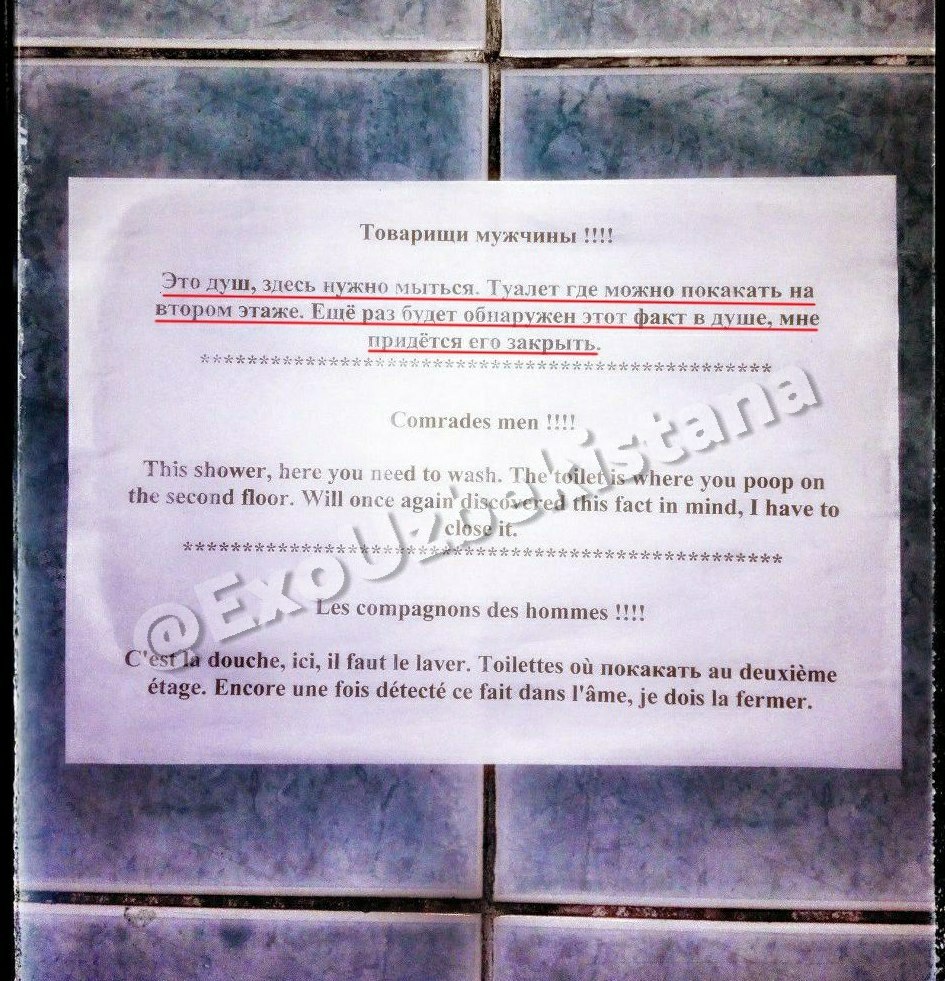 Товарищи мужчины !!!!
Это душ, здесь нужно мыться. Туалет где можно покакать на
втором этаже. Ещё раз будет обнаружен этот факт в душе, мне
придётся его закрыть.
************************************************
Comrades men !!!!
This shower, here you need to wash. The toilet is where you poop on
the second floor. Will once again discovered this fact in mind, I have to
close it.
**************************************************
@ExoUzbekistana
Les compagnons des hommes !!!!
C'est la douche, ici, il faut le laver. Toilettes où покакать au deuxième
étage. Encore une fois détecté ce fait dans l'âme, je dois la fermer.